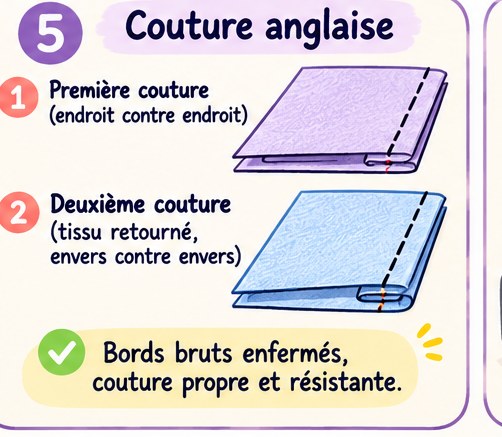 5
Couture anglaise
1
Première couture
(endroit contre endroit)
2
Deuxième couture
(tissu retourné,
envers contre envers)
Bords bruts enfermés,
couture propre et résistante.